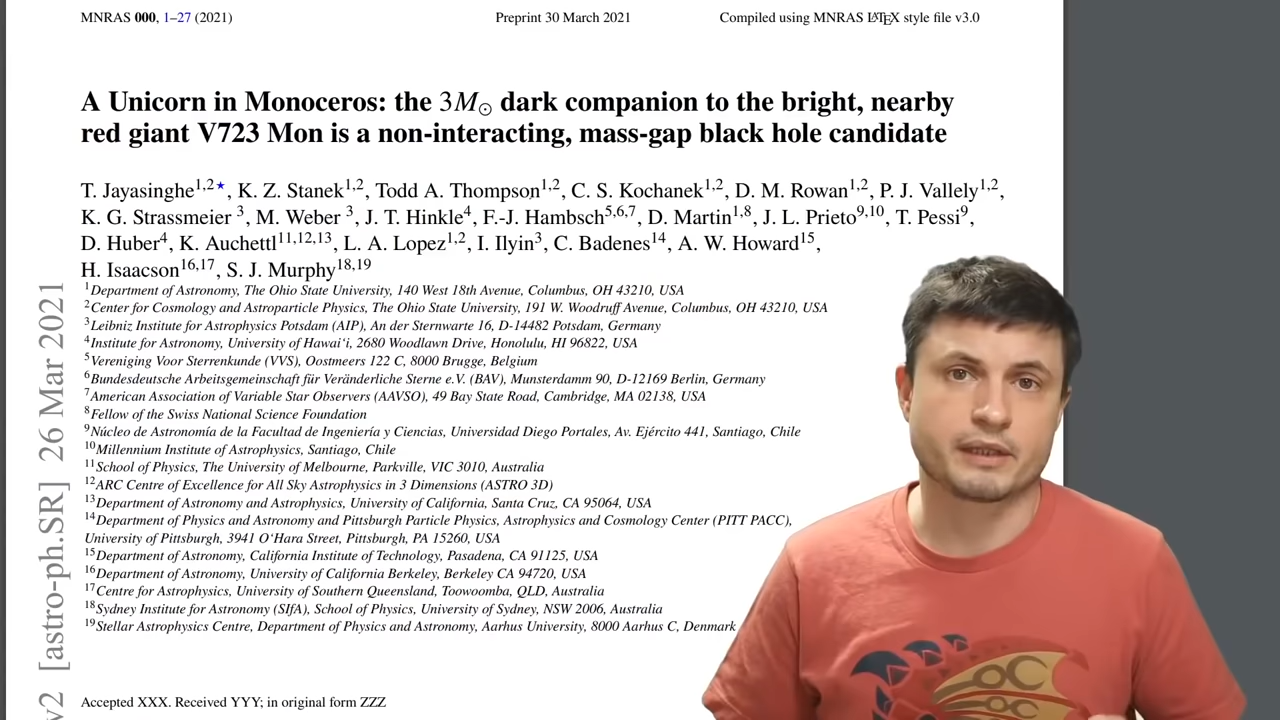 MNRAS 000, 1–27 (2021) Preprint 30 March 2021 Compiled using MNRAS LATEX style file v3.0
A Unicorn in Monoceros: the 3M☉ dark companion to the bright, nearby
red giant V723 Mon is a non-interacting, mass-gap black hole candidate
T. Jayasinghe1,2★, K. Z. Stanek1,2, Todd A. Thompson1,2, C. S. Kochanek1,2, D. M. Rowan1,2, P. J. Vallely1,2,
K. G. Strassmeier 3, M. Weber 3, J. T. Hinkle4, F.-J. Hambsch5,6,7, D. Martin1,8, J. L. Prieto9,10, T. Pessi9,
D. Huber4, K. Auchettl11,12,13, L. A. Lopez1,2, I. Ilyin3, C. Badenes14, A. W. Howard15,
H. Isaacson16,17, S. J. Murphy18,19
1Department of Astronomy, The Ohio State University, 140 West 18th Avenue, Columbus, OH 43210, USA
2Center for Cosmology and Astroparticle Physics, The Ohio State University, 191 W. Woodruff Avenue, Columbus, OH 43210, USA
3Leibniz Institute for Astrophysics Potsdam (AIP), An der Sternwarte 16, D-14482 Potsdam, Germany
4Institute for Astronomy, University of Hawai‘i, 2680 Woodlawn Drive, Honolulu, HI 96822, USA
5Vereniging Voor Sterrenkunde (VVS), Oostmeers 122 C, 8000 Brugge, Belgium
6Bundesdeutsche Arbeitsgemeinschaft für Veränderliche Sterne e.V. (BAV), Munsterdamm 90, D-12169 Berlin, Germany
7American Association of Variable Star Observers (AAVSO), 49 Bay State Road, Cambridge, MA 02138, USA
8Fellow of the Swiss National Science Foundation
9Núcleo de Astronomía de la Facultad de Ingeniería y Ciencias, Universidad Diego Portales, Av. Ejército 441, Santiago, Chile
10Millennium Institute of Astrophysics, Santiago, Chile
11School of Physics, The University of Melbourne, Parkville, VIC 3010, Australia
12ARC Centre of Excellence for All Sky Astrophysics in 3 Dimensions (ASTRO 3D)
13Department of Astronomy and Astrophysics, University of California, Santa Cruz, CA 95064, USA
14Department of Physics and Astronomy and Pittsburgh Particle Physics, Astrophysics and Cosmology Center (PITT PACC),
University of Pittsburgh, 3941 O‘Hara Street, Pittsburgh, PA 15260, USA
15Department of Astronomy, California Institute of Technology, Pasadena, CA 91125, USA
16Department of Astronomy, University of California Berkeley, Berkeley CA 94720, USA
17Centre for Astrophysics, University of Southern Queensland, Toowoomba, QLD, Australia
18Sydney Institute for Astronomy (SIfA), School of Physics, University of Sydney, NSW 2006, Australia
19Stellar Astrophysics Centre, Department of Physics and Astronomy, Aarhus University, 8000 Aarhus C, Denmark
Accepted XXX. Received YYY; in original form ZZZ
v2 [astro-ph.SR] 26 Mar 2021